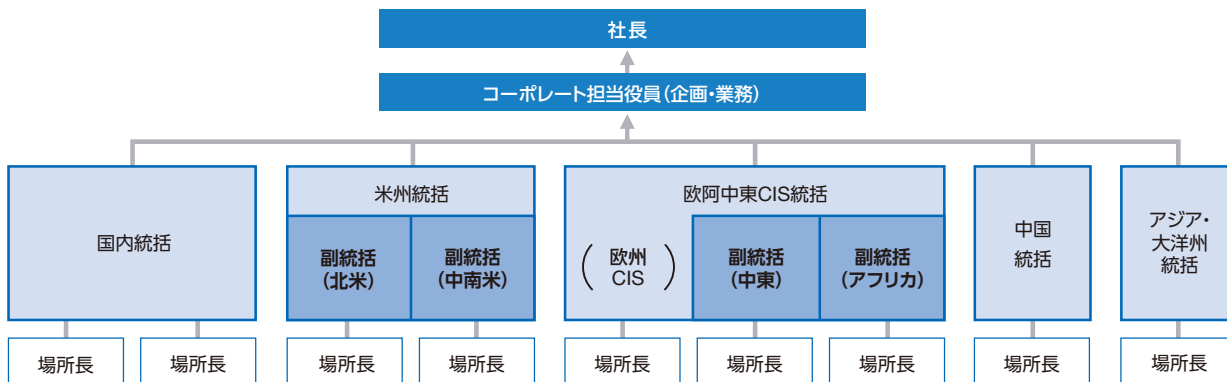 社長
コーポレート担当役員(企画・業務)
国内統括
米州統括
副統括
(北米)
副統括
(中南米)
欧阿中東CIS統括
(欧州
CIS)
副統括
(中東)
副統括
(アフリカ)
中国
統括
アジア・
大洋州
統括
場所長
場所長
場所長
場所長
場所長
場所長
場所長
場所長
場所長